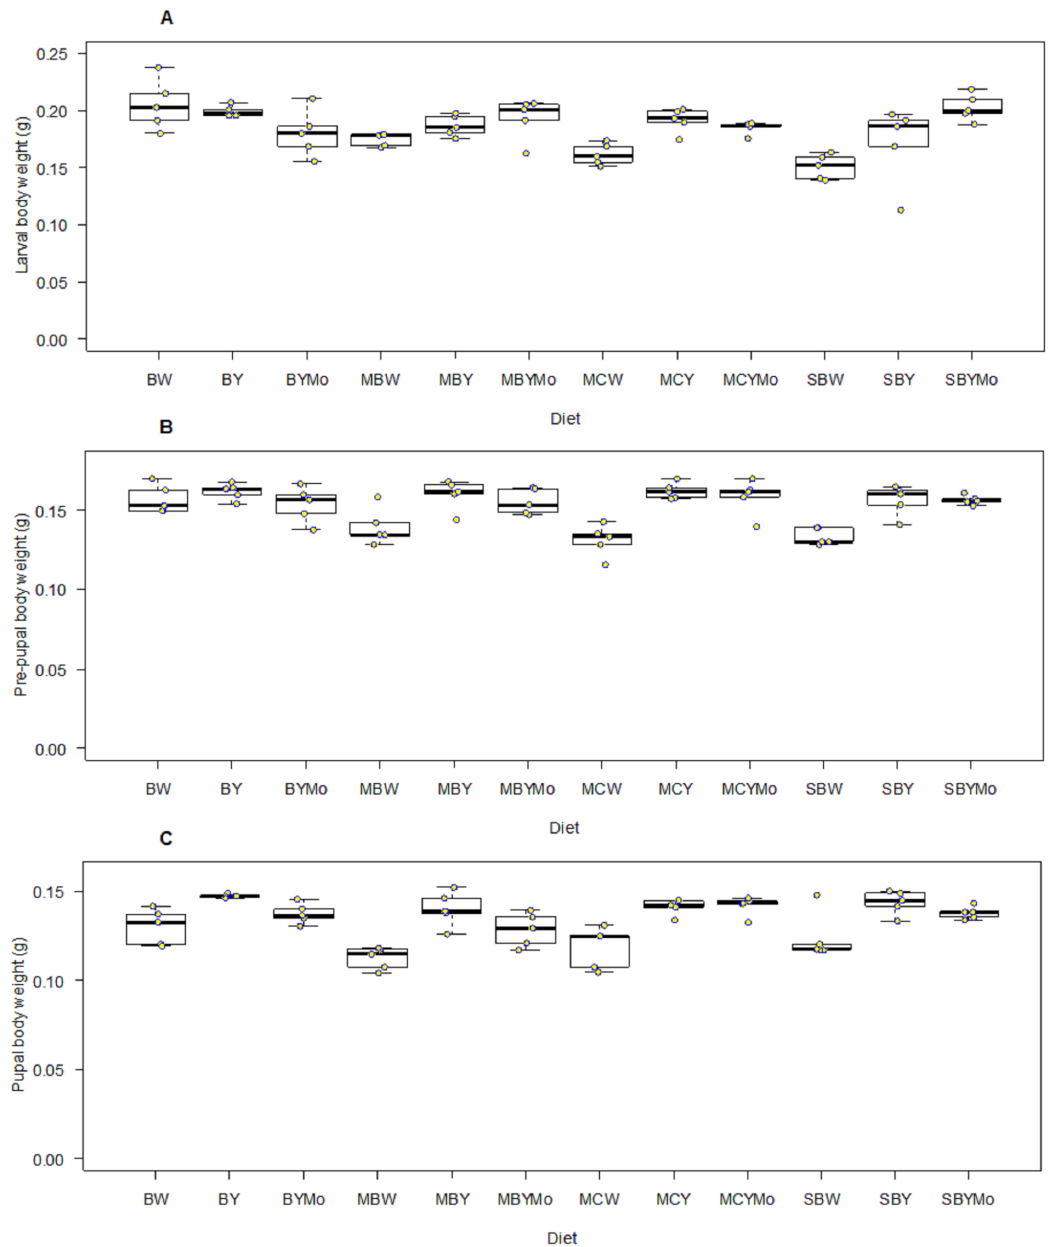 A
Larval body weight (g)
0.25
0.20
0.15
0.10
0.05
0.00
BW BY BYMo MBW MBY MBYMo MCW MCY MCYMo SBW SBY SBYMo
Diet
B
Pre-pupal body weight (g)
0.15
0.10
0.05
0.00
BW BY BYMo MBW MBY MBYMo MCW MCY MCYMo SBW SBY SBYMo
Diet
C
Pupal body weight (g)
0.15
0.10
0.05
0.00
BW BY BYMo MBW MBY MBYMo MCW MCY MCYMo SBW SBY SBYMo
Diet